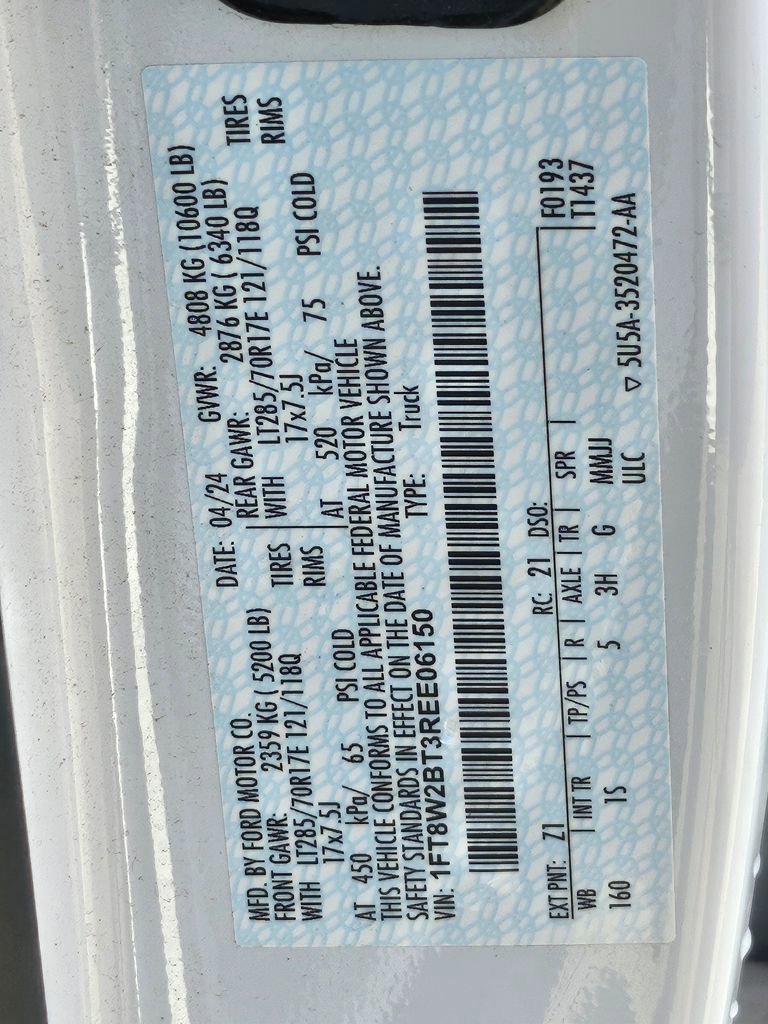 MFD. BY FORD MOTOR CO.
DATE: 04/24 GVWR: 4808 KG (10600 LB)
FRONT GAWR: 2359 KG ( 5200 LB) REAR GAWR: 2876 KG ( 6340 LB)
WITH LT285/70R17E 121/118Q TIRES WITH LT285/70R17E 121/118Q TIRES
17x7.5J RIMS 17x7.5J RIMS
AT 450 kPa/ 65 PSI COLD AT 520 kPa/ 75 PSI COLD
THIS VEHICLE CONFORMS TO ALL APPLICABLE FEDERAL MOTOR VEHICLE
SAFETY STANDARDS IN EFFECT ON THE DATE OF MANUFACTURE SHOWN ABOVE.
VIN: 1FT8W2BT3REE06150 TYPE: Truck
EXT PNT: Z1 RC: 21 DSO: F0193
WB | INT TR | TP/PS | R | AXLE | TR | SPR | T1437
160 1S 5 3H G MMJJ
ULC ▽ 5U5A-3520472-AA